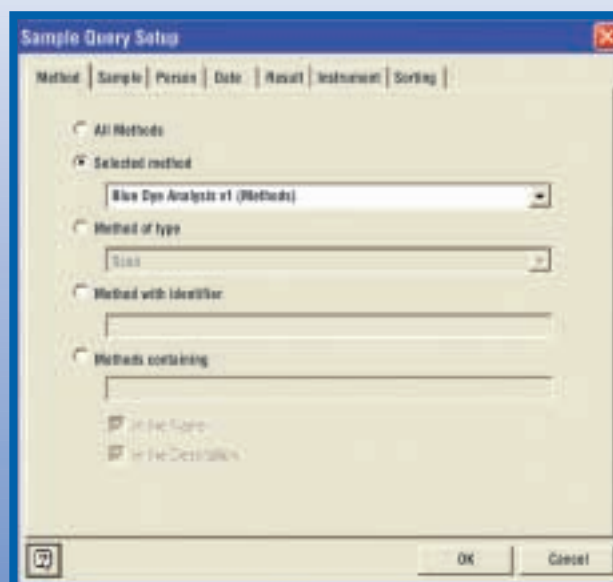 Sample Query Setup
Method Sample Person Date Result Instrument Sorting
All Methods
Selected method
Blue Dye Analysis v1 (Methods)
Method of type
Scan
Method with identifier
Methods containing
in the Name
in the Description
OK Cancel